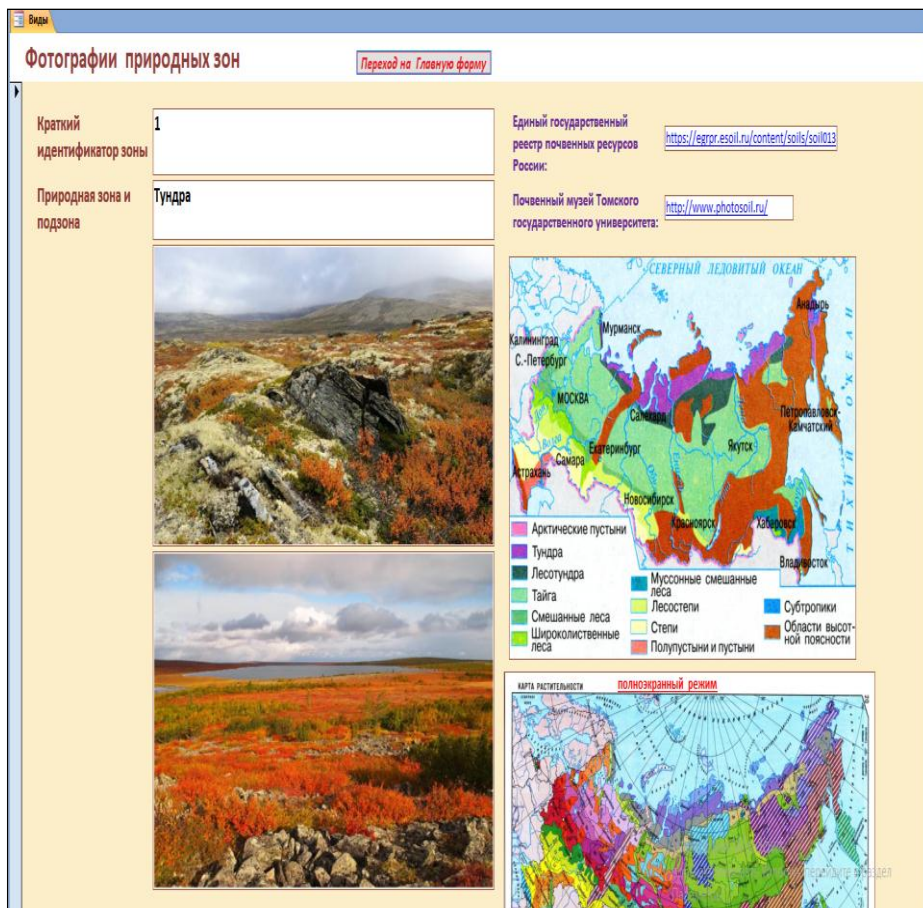 Виды
Фотографии природных зон
Переход на Главную форму
Краткий
идентификатор зоны
1
Природная зона и
подзона
Тундра
Единый государственный
реестр почвенных ресурсов
России:
https://egrpr.esoil.ru/content/soils/soil013
Почвенный музей Томского
государственного университета:
http://www.photosoil.ru/
СЕВЕРНЫЙ ЛЕДОВИТЫЙ ОКЕАН
Анадырь
Мурманск
Калининград
С.-Петербург
МОСКВА
Салехард
Петропавловск-
Камчатский
Волга
Екатеринбург
Якутск
Самара
Астрахань
Новосибирск
Красноярск
Хабаровск
Владивосток
ТИХИЙ ОКЕАН
Арктические пустыни
Тундра
Лесотундра
Тайга
Смешанные леса
Широколиственные
леса
Муссонные смешанные
леса
Лесостепи
Степи
Полупустыни и пустыни
Субтропики
Области высот-
ной поясности
КАРТА РАСТИТЕЛЬНОСТИ
полноэкранный режим